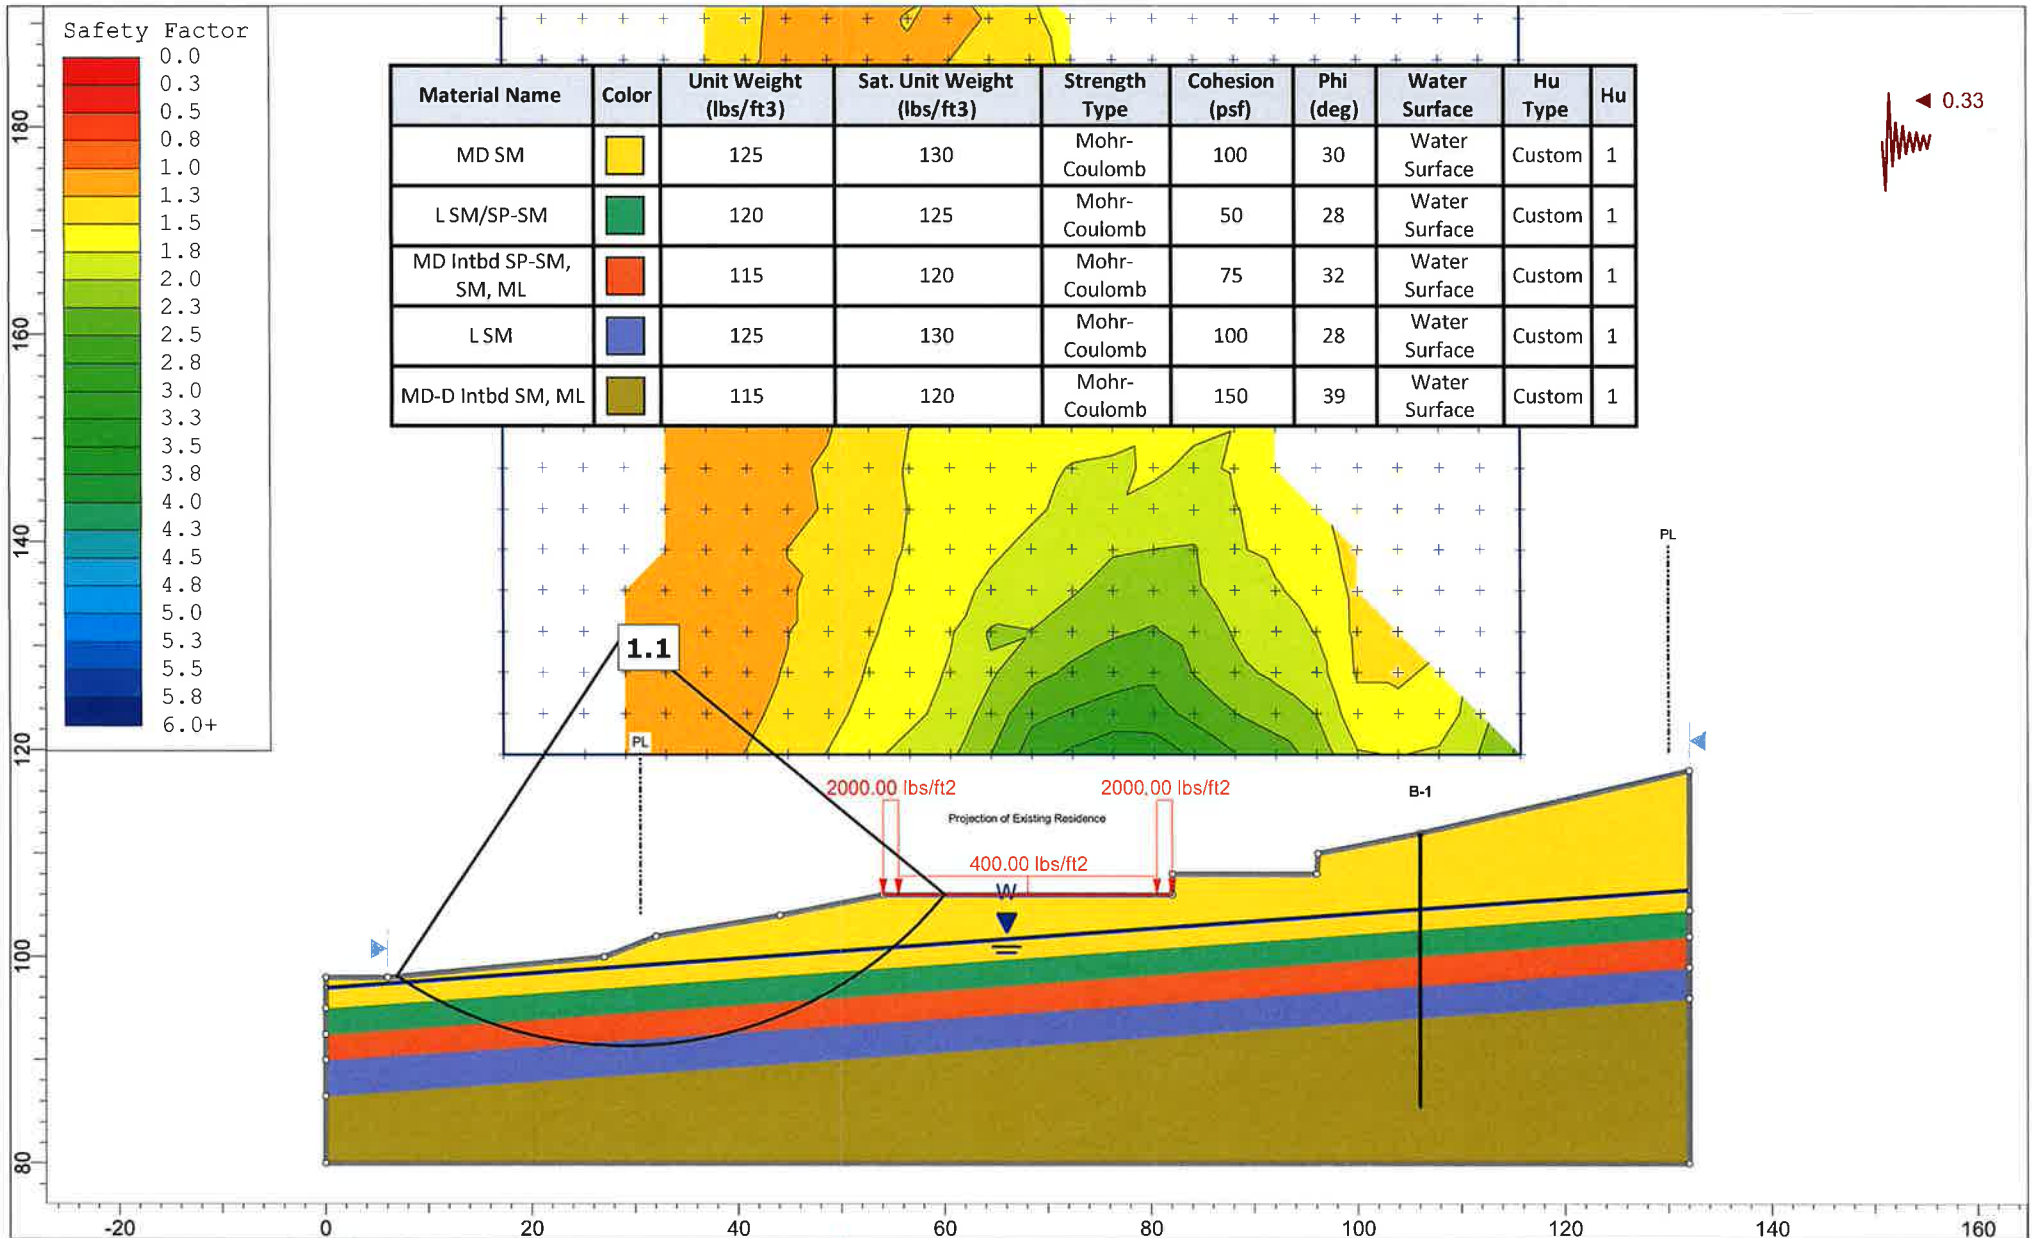 Safety Factor
0.0
0.3
0.5
0.8
1.0
1.3
1.5
1.8
2.0
2.3
2.5
2.8
3.0
3.3
3.5
3.8
4.0
4.3
4.5
4.8
5.0
5.3
5.5
5.8
6.0+
Material Name Color Unit Weight (lbs/ft3) Sat. Unit Weight (lbs/ft3) Strength Type Cohesion (psf) Phi (deg) Water Surface Hu Type Hu
MD SM 125 130 Mohr-Coulomb 100 30 Water Surface Custom 1
L SM/SP-SM 120 125 Mohr-Coulomb 50 28 Water Surface Custom 1
MD Intbd SP-SM, SM, ML 115 120 Mohr-Coulomb 75 32 Water Surface Custom 1
L SM 125 130 Mohr-Coulomb 100 28 Water Surface Custom 1
MD-D Intbd SM, ML 115 120 Mohr-Coulomb 150 39 Water Surface Custom 1
0.33
1.1
PL
PL
2000.00 lbs/ft2
2000.00 lbs/ft2
Projection of Existing Residence
400.00 lbs/ft2
B-1
W
180
160
140
120
100
80
-20 0 20 40 60 80 100 120 140 160